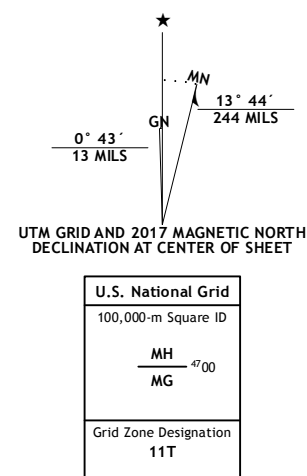 MN
GN
13° 44´
244 MILS
0° 43´
13 MILS
UTM GRID AND 2017 MAGNETIC NORTH
DECLINATION AT CENTER OF SHEET
U.S. National Grid
100,000-m Square ID
MH
4700
MG
Grid Zone Designation
11T